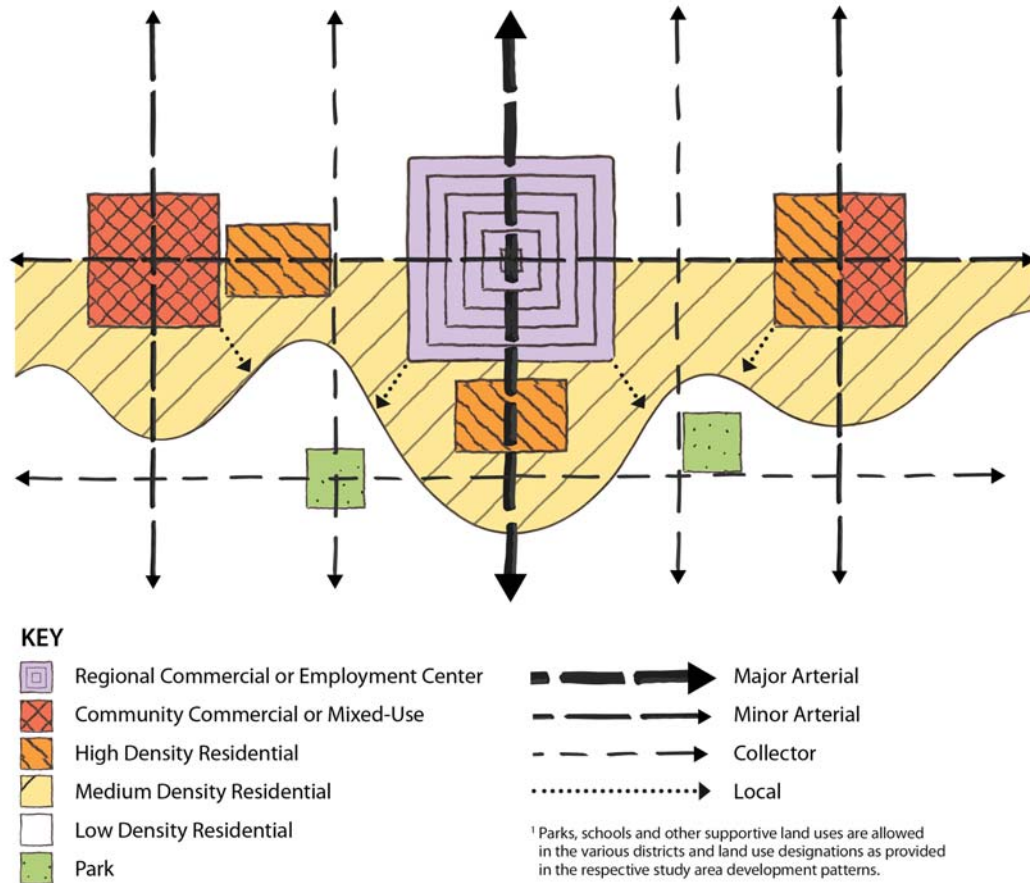 KEY
Regional Commercial or Employment Center
Community Commercial or Mixed-Use
High Density Residential
Medium Density Residential
Low Density Residential
Park
Major Arterial
Minor Arterial
Collector
Local
¹ Parks, schools and other supportive land uses are allowed
in the various districts and land use designations as provided
in the respective study area development patterns.